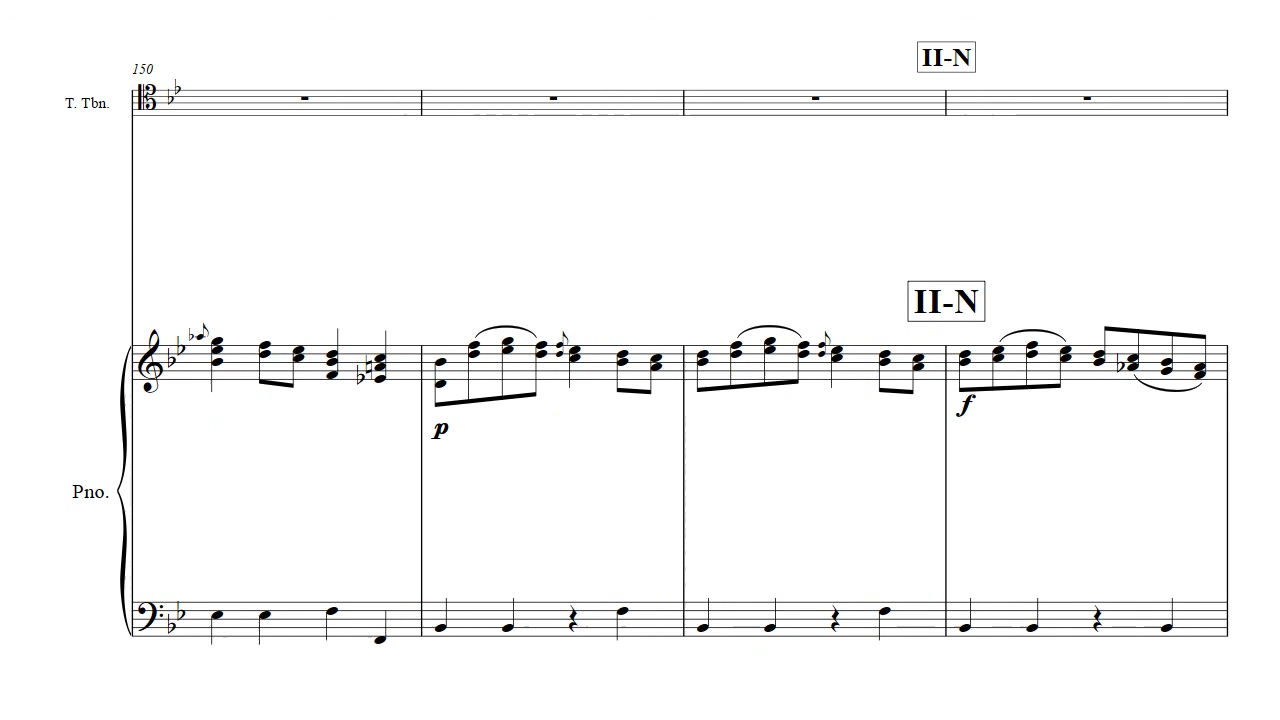 II-N
150
T. Tbn.
II-N
p
f
Pno.